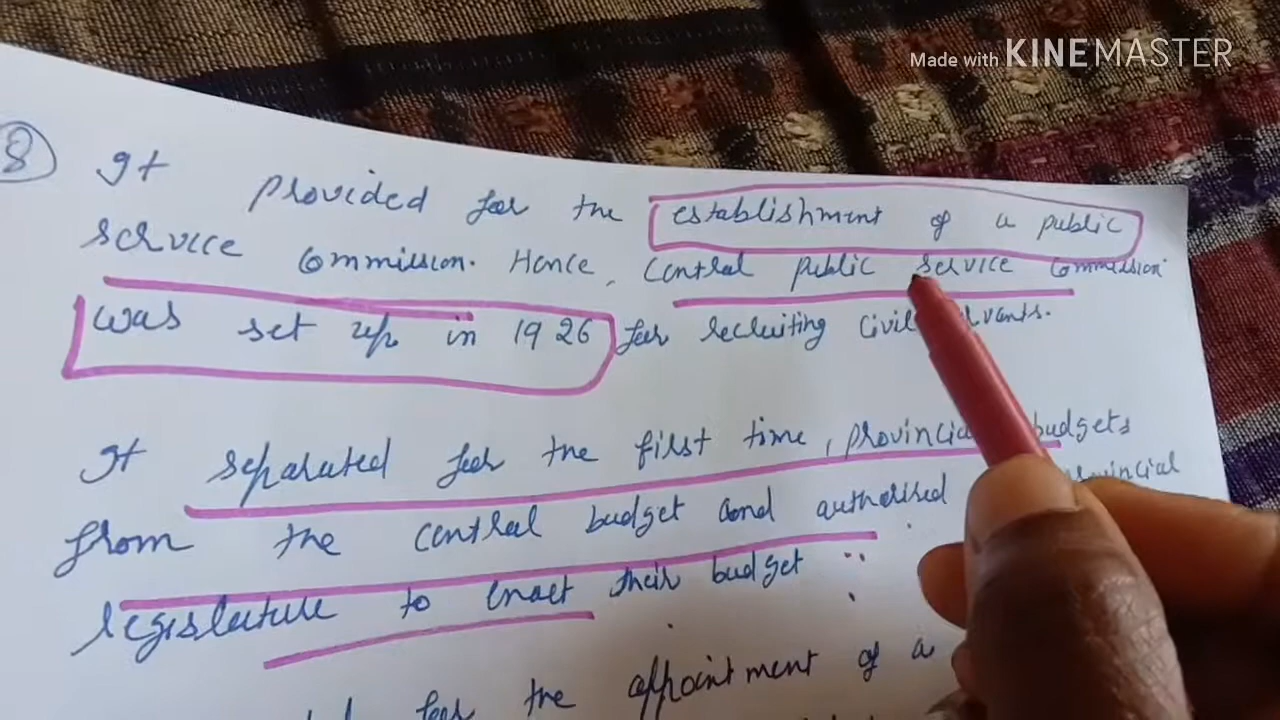 Made with KINEMASTER
8
It provided for the establishment of a public
service commission. Hence, Central public service commission
was set up in 1926 for recruiting civil
It separated for the first time, provincial budgets
from the central budget and authorised provincial
legislature to enact their budget
for the appointment of a